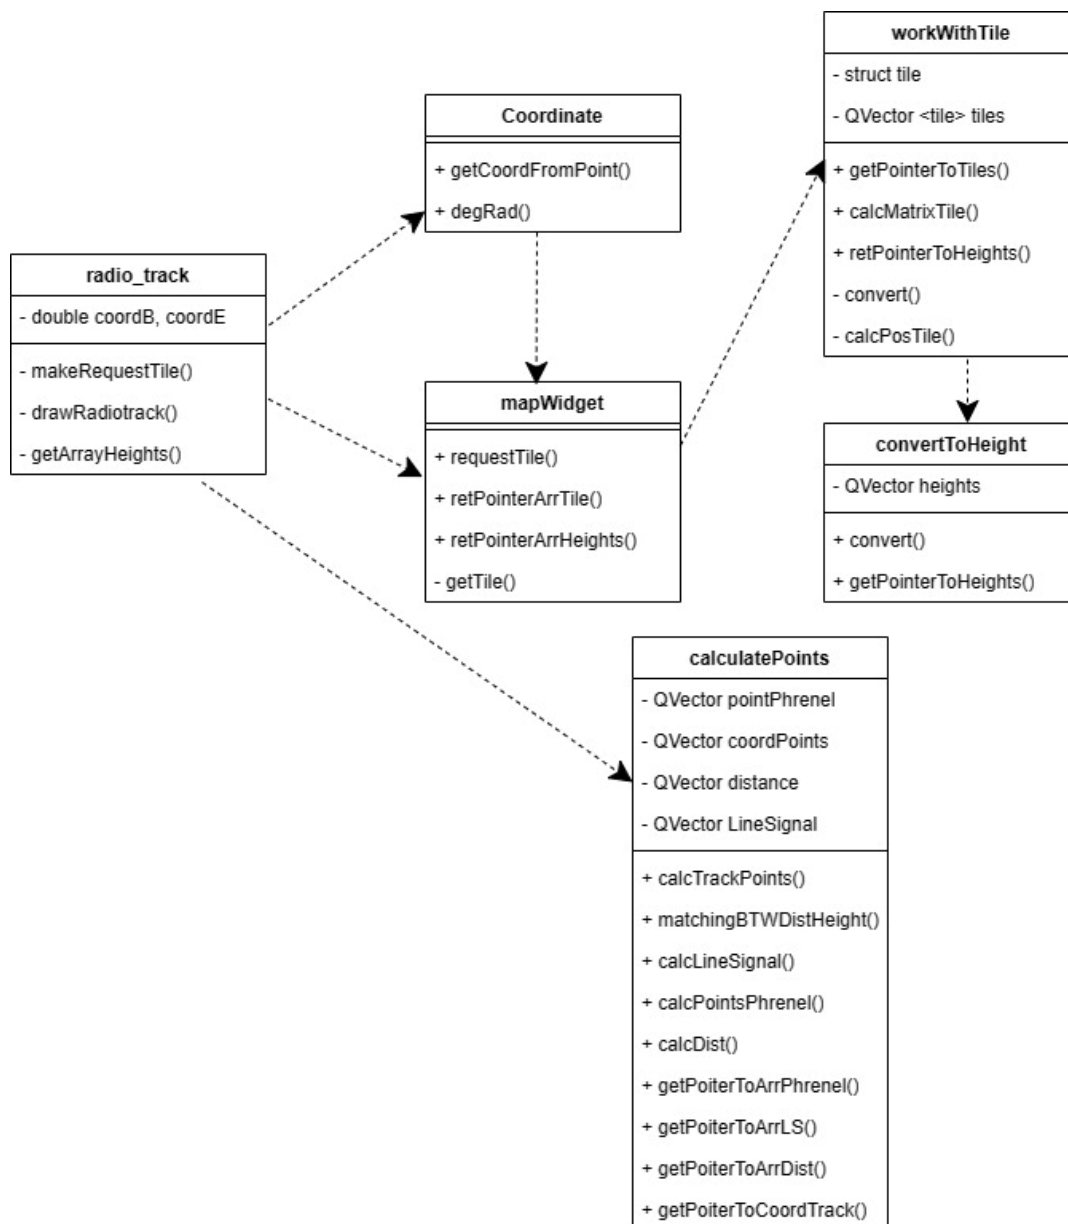 workWithTile
- struct tile
- QVector <tile> tiles
+ getPointerToTiles()
+ calcMatrixTile()
+ retPointerToHeights()
- convert()
- calcPosTile()
Coordinate
+ getCoordFromPoint()
+ degRad()
radio_track
- double coordB, coordE
- makeRequestTile()
- drawRadiotrack()
- getArrayHeights()
mapWidget
+ requestTile()
+ retPointerArrTile()
+ retPointerArrHeights()
- getTile()
convertToHeight
- QVector heights
+ convert()
+ getPointerToHeights()
calculatePoints
- QVector pointPhrenel
- QVector coordPoints
- QVector distance
- QVector LineSignal
+ calcTrackPoints()
+ matchingBTWDistHeight()
+ calcLineSignal()
+ calcPointsPhrenel()
+ calcDist()
+ getPoiterToArrPhrenel()
+ getPoiterToArrLS()
+ getPoiterToArrDist()
+ getPoiterToCoordTrack()